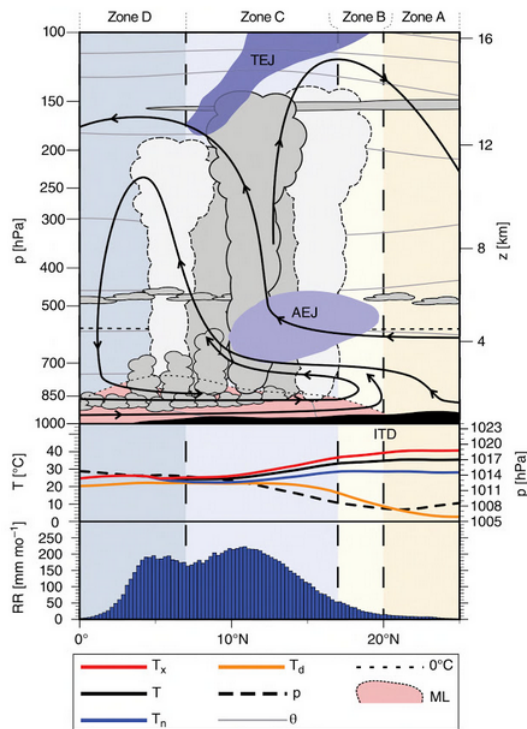 Zone D Zone C Zone B Zone A
100 150 200 250 300 400 500 700 850 1000
p [hPa]
16 12 8 4
z [km]
TEJ
AEJ
ITD
40 30 20 10 0
T [°C]
1023 1020 1017 1014 1011 1008 1005
p [hPa]
250 200 150 100 50 0
RR [mm mo⁻¹]
0° 10°N 20°N
Tx Td 0°C
T p ML
Tn θ